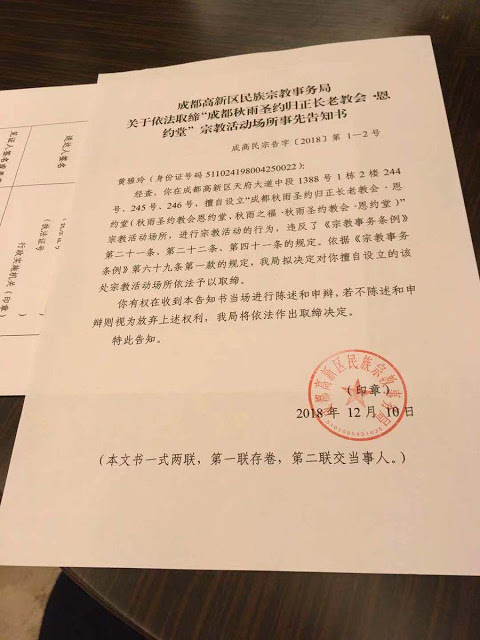 送达人签名
（执法证号
行政实施机关（印章）
成都高新区民族宗教事务局
关于依法取缔“成都秋雨圣约归正长老教会·恩
约堂”宗教活动场所事先告知书
成高民宗告字〔2018〕第 1—2 号
黄雅玲（身份证号码 511024198004250022）：
经查，你在成都高新区天府大道中段 1388 号 1 栋 2 楼 244
号、245 号、246 号，擅自设立“成都秋雨圣约归正长老教会·恩
约堂（秋雨圣约教会恩约堂、秋雨之福·秋雨圣约教会·恩约堂）”
宗教活动场所，进行宗教活动的行为，违反了《宗教事务条例》
第二十一条、第二十二条、第四十一条的规定。依据《宗教事务
条例》第六十九条第一款的规定，我局拟决定对你擅自设立的该
处宗教活动场所依法予以取缔。
你有权在收到本告知书当场进行陈述和申辩，若不陈述和申
辩则视为放弃上述权利，我局将依法作出取缔决定。
特此告知。
成都高新区民族宗教事务局
（印章）
2018 年 12 月 10 日
（本文书一式两联，第一联存卷，第二联交当事人。）